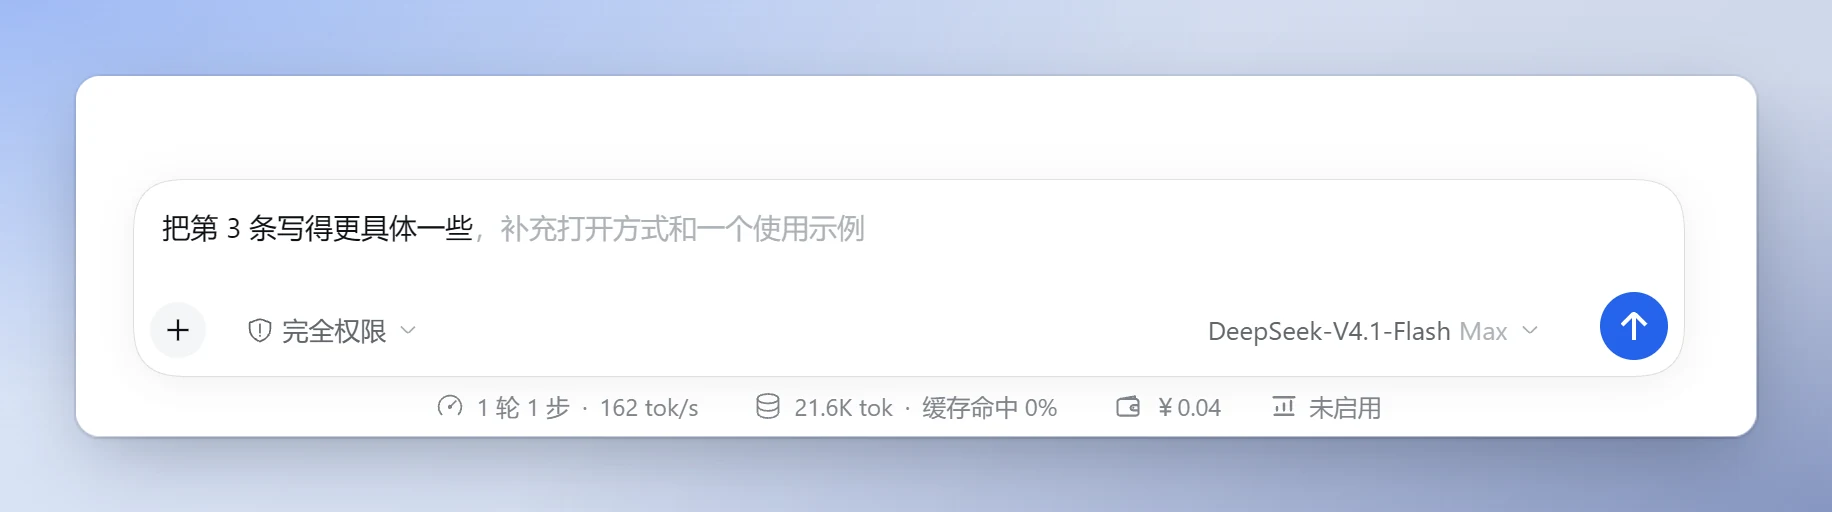 把第 3 条写得更具体一些，补充打开方式和一个使用示例
完全权限
DeepSeek-V4.1-Flash Max
1 轮 1 步 · 162 tok/s
21.6K tok · 缓存命中 0%
¥0.04
未启用